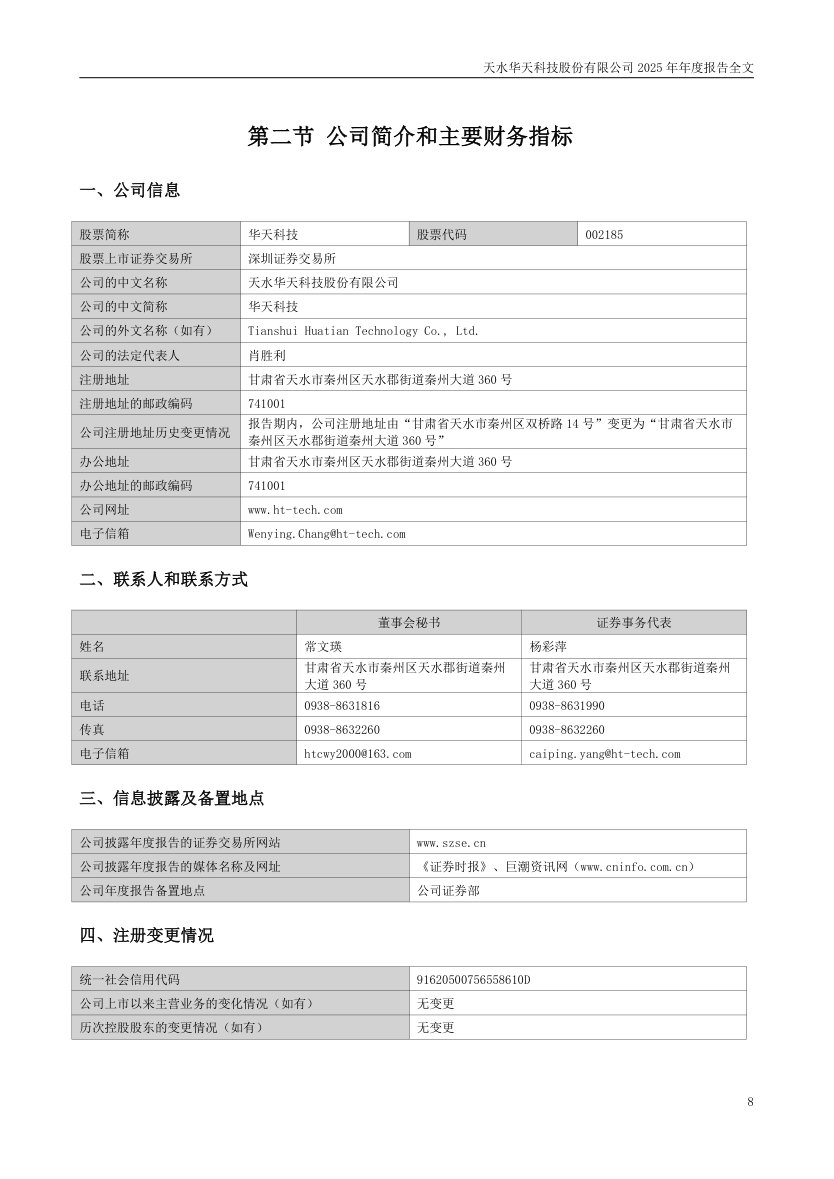 天水华天科技股份有限公司 2025 年年度报告全文
第二节 公司简介和主要财务指标
一、公司信息
股票简称 华天科技 股票代码 002185
股票上市证券交易所 深圳证券交易所
公司的中文名称 天水华天科技股份有限公司
公司的中文简称 华天科技
公司的外文名称（如有） Tianshui Huatian Technology Co., Ltd.
公司的法定代表人 肖胜利
注册地址 甘肃省天水市秦州区天水郡街道秦州大道 360 号
注册地址的邮政编码 741001
公司注册地址历史变更情况 报告期内，公司注册地址由“甘肃省天水市秦州区双桥路 14 号”变更为“甘肃省天水市
秦州区天水郡街道秦州大道 360 号”
办公地址 甘肃省天水市秦州区天水郡街道秦州大道 360 号
办公地址的邮政编码 741001
公司网址 www.ht-tech.com
电子信箱 Wenying.Chang@ht-tech.com
二、联系人和联系方式
董事会秘书 证券事务代表
姓名 常文瑛 杨彩萍
联系地址 甘肃省天水市秦州区天水郡街道秦州
大道 360 号 甘肃省天水市秦州区天水郡街道秦州
大道 360 号
电话 0938-8631816 0938-8631990
传真 0938-8632260 0938-8632260
电子信箱 htcwy2000@163.com caiping.yang@ht-tech.com
三、信息披露及备置地点
公司披露年度报告的证券交易所网站 www.szse.cn
公司披露年度报告的媒体名称及网址 《证券时报》、巨潮资讯网（www.cninfo.com.cn）
公司年度报告备置地点 公司证券部
四、注册变更情况
统一社会信用代码 91620500756558610D
公司上市以来主营业务的变化情况（如有） 无变更
历次控股股东的变更情况（如有） 无变更
8